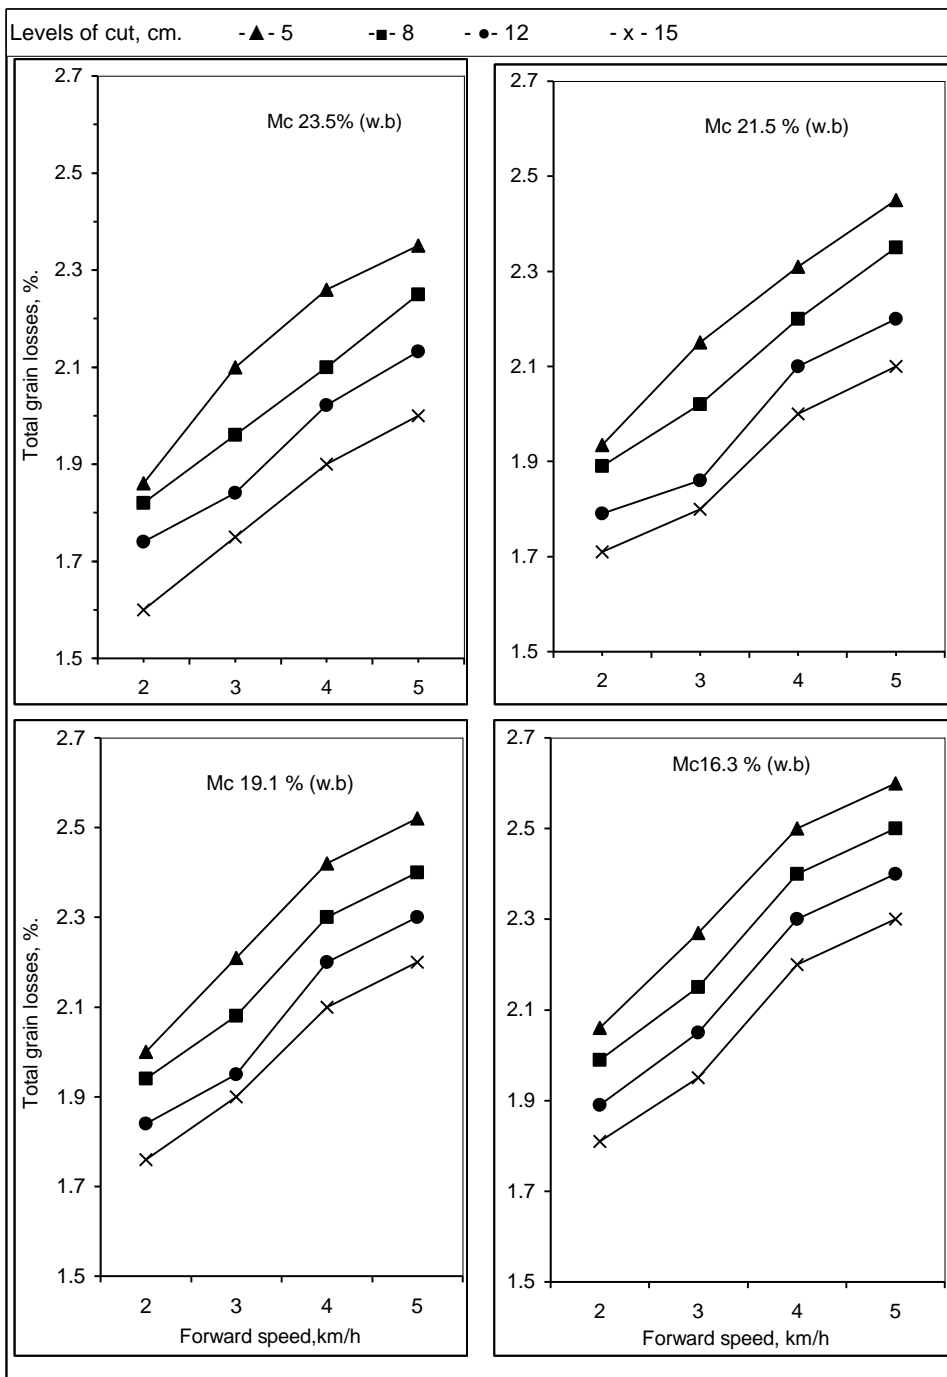 Levels of cut, cm. -▲- 5 -■- 8 -●- 12 - x - 15
Mc 23.5% (w.b)
Total grain losses, %.
2.7
2.5
2.3
2.1
1.9
1.7
1.5
2 3 4 5
Mc 21.5 % (w.b)
2.7
2.5
2.3
2.1
1.9
1.7
1.5
2 3 4 5
Mc 19.1 % (w.b)
Total grain losses, %.
2.7
2.5
2.3
2.1
1.9
1.7
1.5
2 3 4 5
Forward speed,km/h
Mc16.3 % (w.b)
2.7
2.5
2.3
2.1
1.9
1.7
1.5
2 3 4 5
Forward speed, km/h